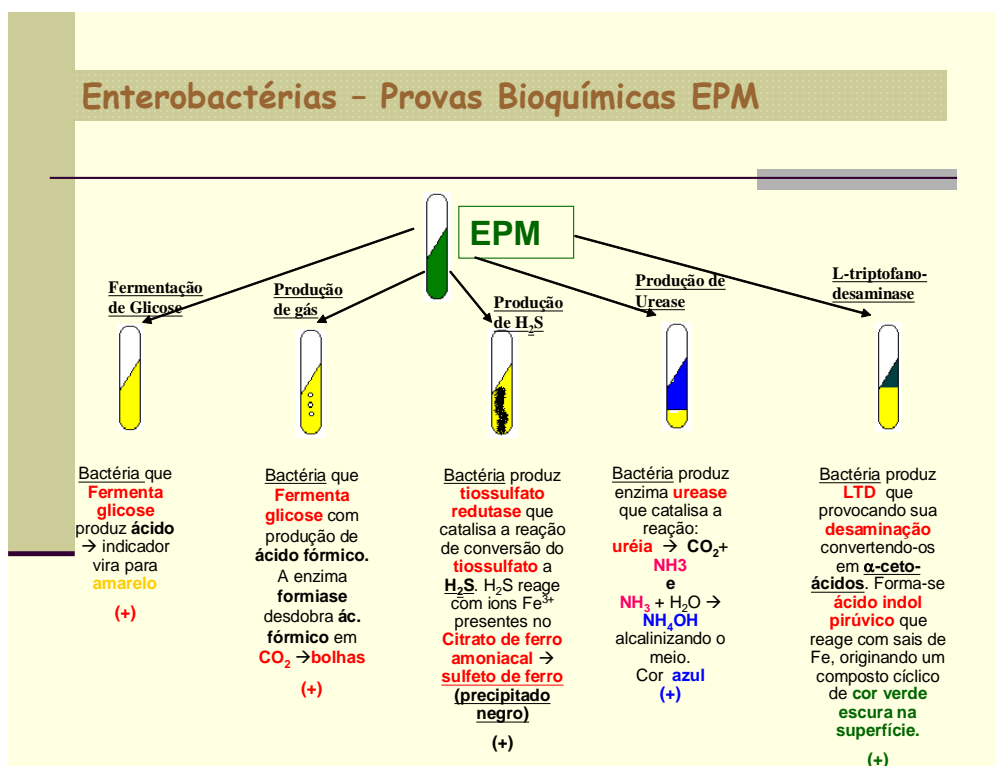 Enterobactérias – Provas Bioquímicas EPM
EPM
Fermentação
de Glicose
Produção
de gás
Produção
de H₂S
Produção de
Urease
L-triptofano-
desaminase
Bactéria que
Fermenta
glicose
produz ácido
→ indicador
vira para
amarelo
(+)
Bactéria que
Fermenta
glicose com
produção de
ácido fórmico.
A enzima
formiase
desdobra ác.
fórmico em
CO₂ →bolhas
(+)
Bactéria produz
tiossulfato
redutase que
catalisa a reação
de conversão do
tiossulfato a
H₂S. H₂S reage
com ions Fe³⁺
presentes no
Citrato de ferro
amoniacal →
sulfeto de ferro
(precipitado
negro)
(+)
Bactéria produz
enzima urease
que catalisa a
reação:
uréia → CO₂+
NH3
e
NH₃ + H₂O →
NH₄OH
alcalinizando o
meio.
Cor azul
(+)
Bactéria produz
LTD que
provocando sua
desaminação
convertendo-os
em α-ceto-
ácidos. Forma-se
ácido indol
pirúvico que
reage com sais de
Fe, originando um
composto cíclico
de cor verde
escura na
superfície.
(+)